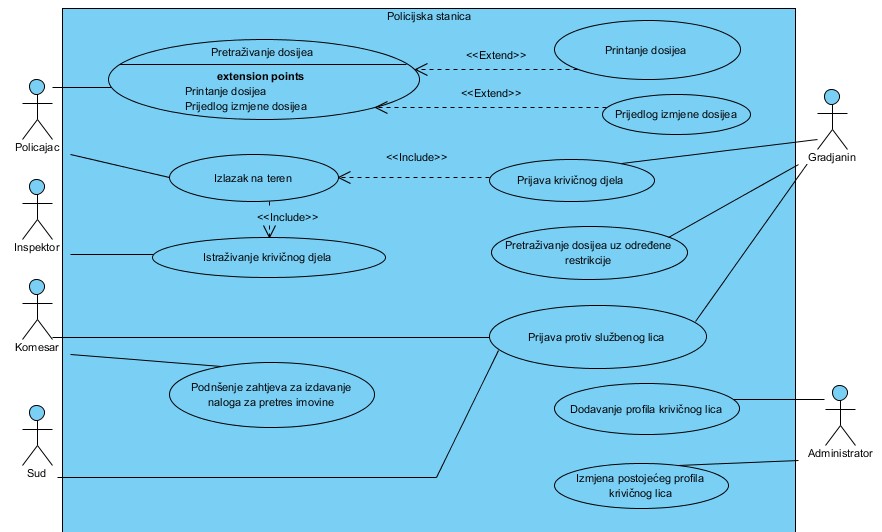 Policijska stanica
Pretraživanje dosijea
extension points
Printanje dosijea
Prijedlog izmjene dosijea
<<Extend>>
Printanje dosijea
<<Extend>>
Prijedlog izmjene dosijea
Policajac
Gradjanin
Izlazak na teren
<<Include>>
Prijava krivičnog djela
<<Include>>
Inspektor
Istraživanje krivičnog djela
Pretraživanje dosijea uz određene
restrikcije
Komesar
Prijava protiv službenog lica
Podnšenje zahtjeva za izdavanje
naloga za pretres imovine
Dodavanje profila krivičnog lica
Administrator
Sud
Izmjena postojećeg profila
krivičnog lica